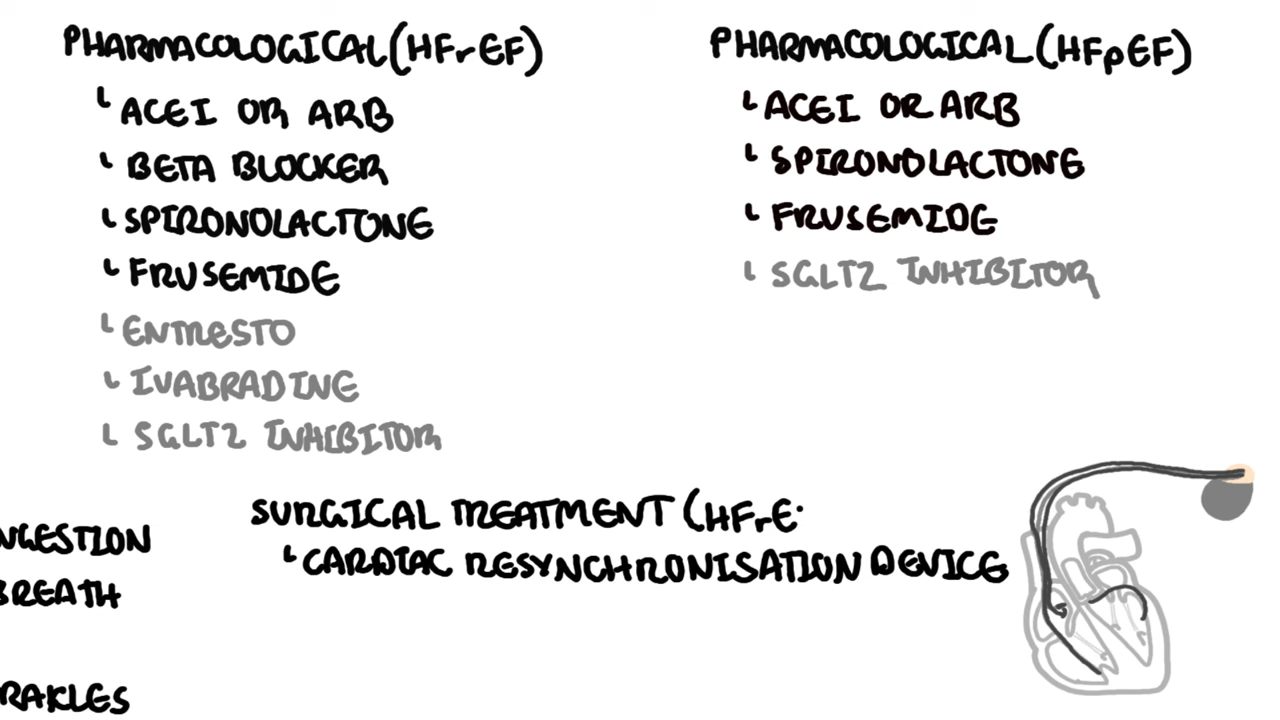 PHARMACOLOGICAL (HFrEF)
└ ACEI OR ARB
└ BETA BLOCKER
└ SPIRONOLACTONE
└ FRUSEMIDE
└ ENTRESTO
└ IVABRADINE
└ SGLT2 INHIBITOR
PHARMACOLOGICAL (HFpEF)
└ ACEI OR ARB
└ SPIRONOLACTONE
└ FRUSEMIDE
└ SGLT2 INHIBITOR
SURGICAL TREATMENT (HFrE
└ CARDIAC RESYNCHRONISATION DEVICE
NGESTION
BREATH
RAKLES